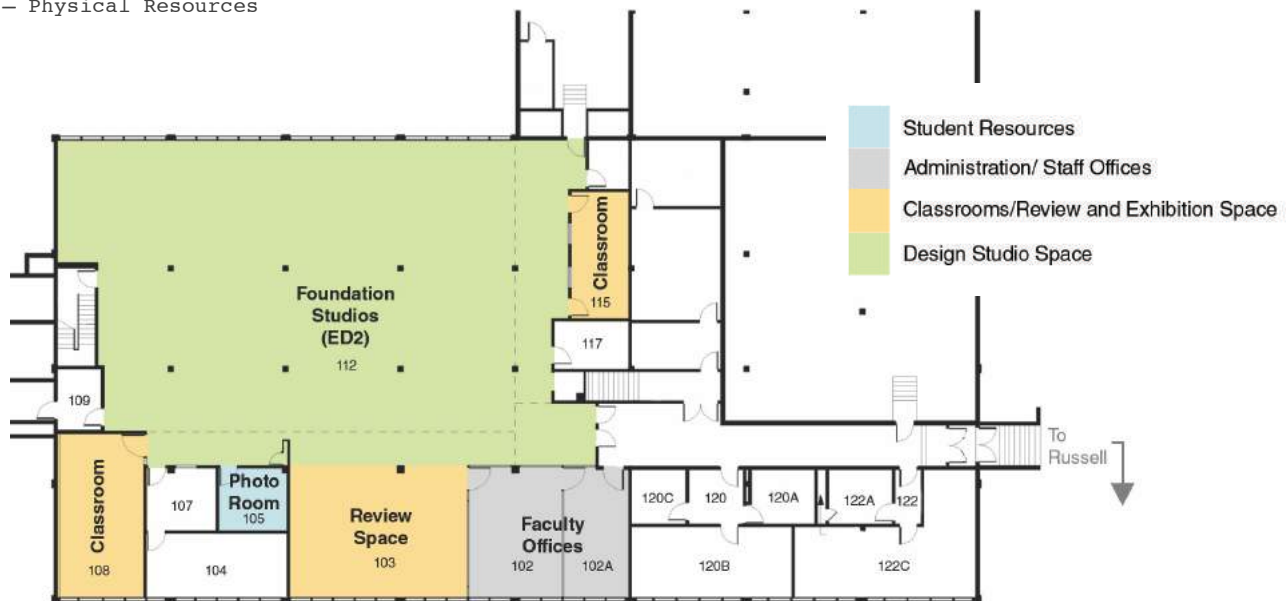 – Physical Resources
Student Resources
Administration/ Staff Offices
Classrooms/Review and Exhibition Space
Design Studio Space
Classroom
115
Foundation
Studios
(ED2)
112
117
109
To
Russell
Classroom
108
107
Photo
Room
105
104
Review
Space
103
Faculty
Offices
102
102A
120C
120
120A
122A
122
120B
122C